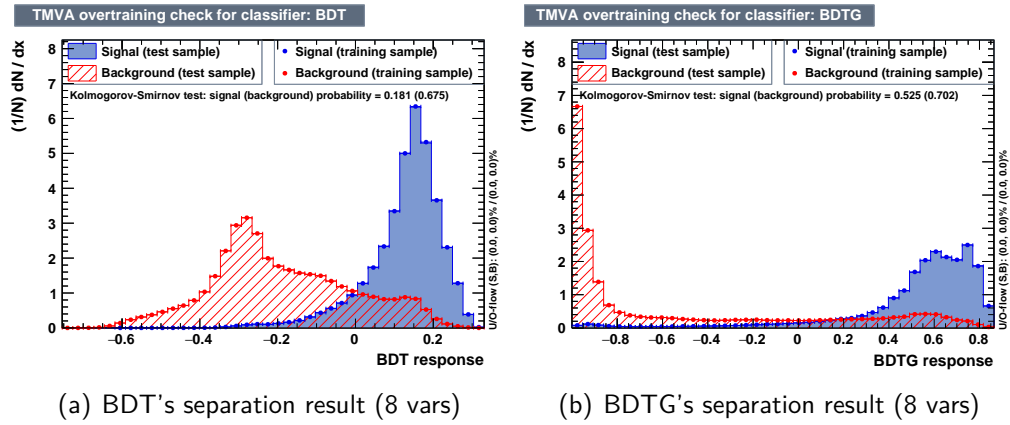 TMVA overtraining check for classifier: BDT
(1/N) dN / dx
8
7
6
5
4
3
2
1
0
Signal (test sample)
Background (test sample)
Signal (training sample)
Background (training sample)
Kolmogorov-Smirnov test: signal (background) probability = 0.181 (0.675)
U/O-flow (S,B): (0.0, 0.0)% / (0.0, 0.0)%
−0.6 −0.4 −0.2 0 0.2
BDT response
(a) BDT's separation result (8 vars)
TMVA overtraining check for classifier: BDTG
(1/N) dN / dx
8
7
6
5
4
3
2
1
0
Signal (test sample)
Background (test sample)
Signal (training sample)
Background (training sample)
Kolmogorov-Smirnov test: signal (background) probability = 0.525 (0.702)
U/O-flow (S,B): (0.0, 0.0)% / (0.0, 0.0)%
−0.8 −0.6 −0.4 −0.2 0 0.2 0.4 0.6 0.8
BDTG response
(b) BDTG's separation result (8 vars)